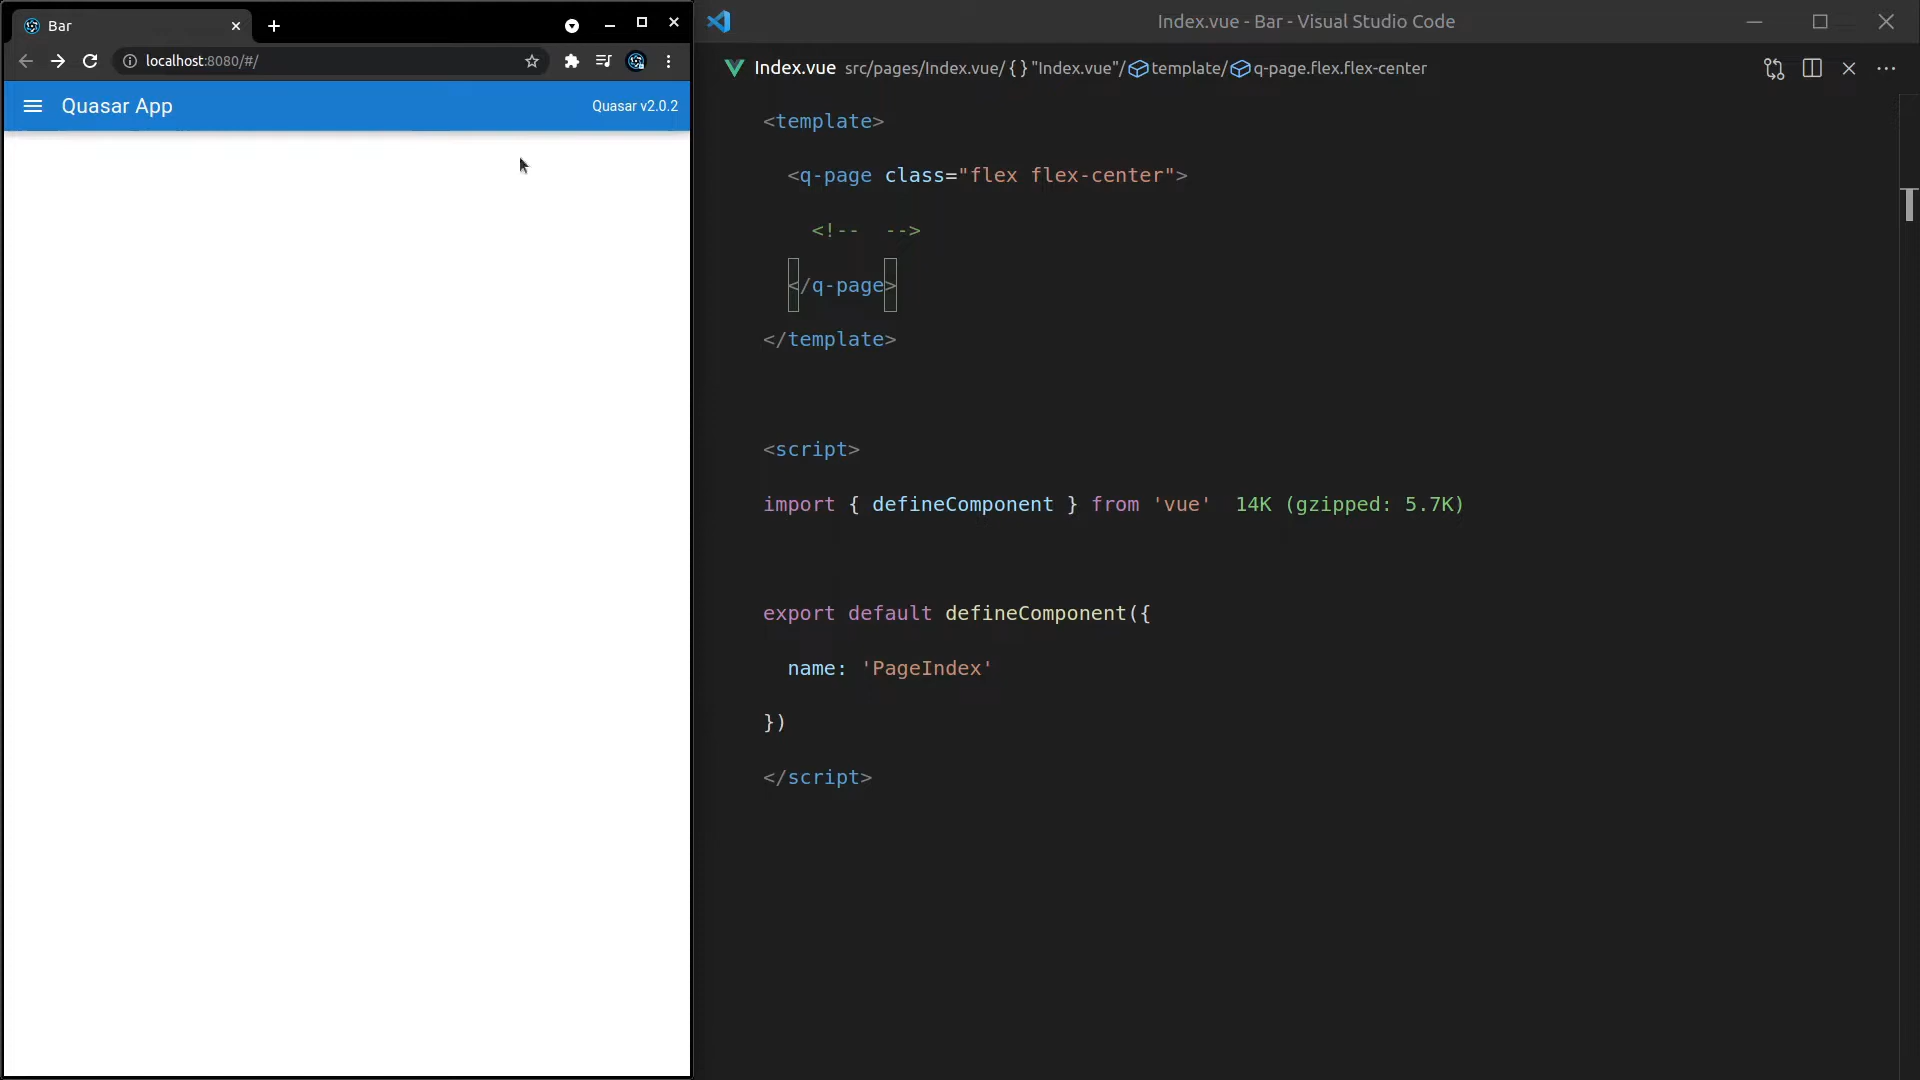 Bar
localhost:8080/#/
Quasar App
Quasar v2.0.2
Index.vue - Bar - Visual Studio Code
Index.vue src/pages/Index.vue/ {} "Index.vue"/ template/ q-page.flex.flex-center
<template>
<q-page class="flex flex-center">
<!--  -->
</q-page>
</template>
<script>
import { defineComponent } from 'vue'  14K (gzipped: 5.7K)
export default defineComponent({
name: 'PageIndex'
})
</script>